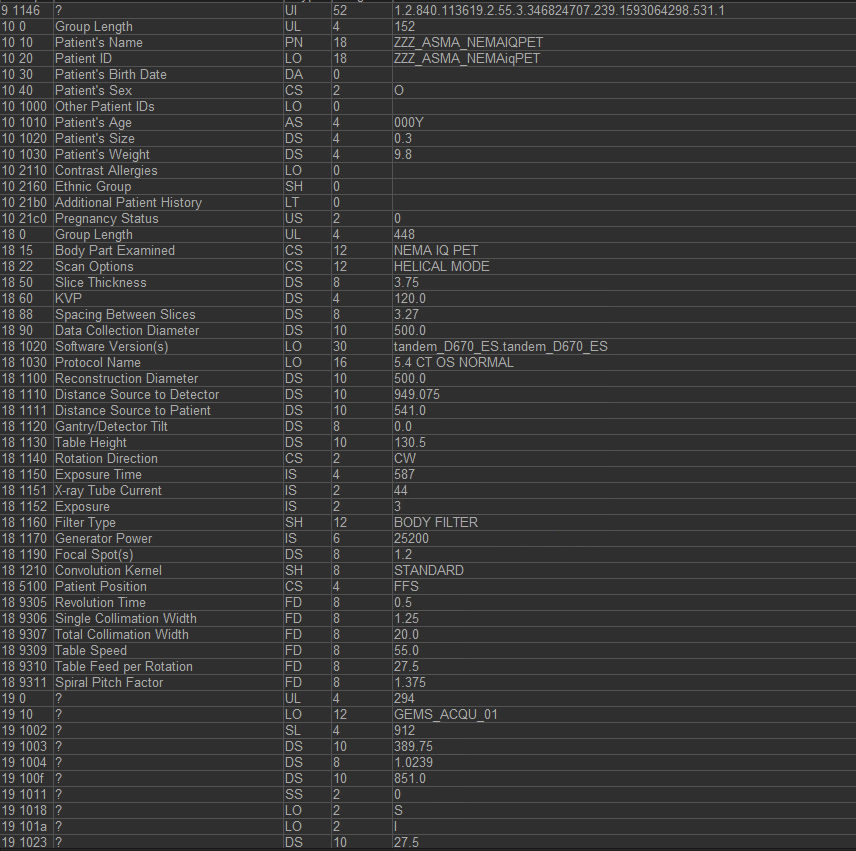 9 1146 ? UI 52 1.2.840.113619.2.55.3.346824707.239.1593064298.531.1
10 0 Group Length UL 4 152
10 10 Patient's Name PN 18 ZZZ_ASMA_NEMAIQPET
10 20 Patient ID LO 18 ZZZ_ASMA_NEMAiqPET
10 30 Patient's Birth Date DA 0
10 40 Patient's Sex CS 2 O
10 1000 Other Patient IDs LO 0
10 1010 Patient's Age AS 4 000Y
10 1020 Patient's Size DS 4 0.3
10 1030 Patient's Weight DS 4 9.8
10 2110 Contrast Allergies LO 0
10 2160 Ethnic Group SH 0
10 21b0 Additional Patient History LT 0
10 21c0 Pregnancy Status US 2 0
18 0 Group Length UL 4 448
18 15 Body Part Examined CS 12 NEMA IQ PET
18 22 Scan Options CS 12 HELICAL MODE
18 50 Slice Thickness DS 8 3.75
18 60 KVP DS 4 120.0
18 88 Spacing Between Slices DS 8 3.27
18 90 Data Collection Diameter DS 10 500.0
18 1020 Software Version(s) LO 30 tandem_D670_ES.tandem_D670_ES
18 1030 Protocol Name LO 16 5.4 CT OS NORMAL
18 1100 Reconstruction Diameter DS 10 500.0
18 1110 Distance Source to Detector DS 10 949.075
18 1111 Distance Source to Patient DS 10 541.0
18 1120 Gantry/Detector Tilt DS 8 0.0
18 1130 Table Height DS 10 130.5
18 1140 Rotation Direction CS 2 CW
18 1150 Exposure Time IS 4 587
18 1151 X-ray Tube Current IS 2 44
18 1152 Exposure IS 2 3
18 1160 Filter Type SH 12 BODY FILTER
18 1170 Generator Power IS 6 25200
18 1190 Focal Spot(s) DS 8 1.2
18 1210 Convolution Kernel SH 8 STANDARD
18 5100 Patient Position CS 4 FFS
18 9305 Revolution Time FD 8 0.5
18 9306 Single Collimation Width FD 8 1.25
18 9307 Total Collimation Width FD 8 20.0
18 9309 Table Speed FD 8 55.0
18 9310 Table Feed per Rotation FD 8 27.5
18 9311 Spiral Pitch Factor FD 8 1.375
19 0 ? UL 4 294
19 10 ? LO 12 GEMS_ACQU_01
19 1002 ? SL 4 912
19 1003 ? DS 10 389.75
19 1004 ? DS 8 1.0239
19 100f ? DS 10 851.0
19 1011 ? SS 2 0
19 1018 ? LO 2 S
19 101a ? LO 2 I
19 1023 ? DS 10 27.5